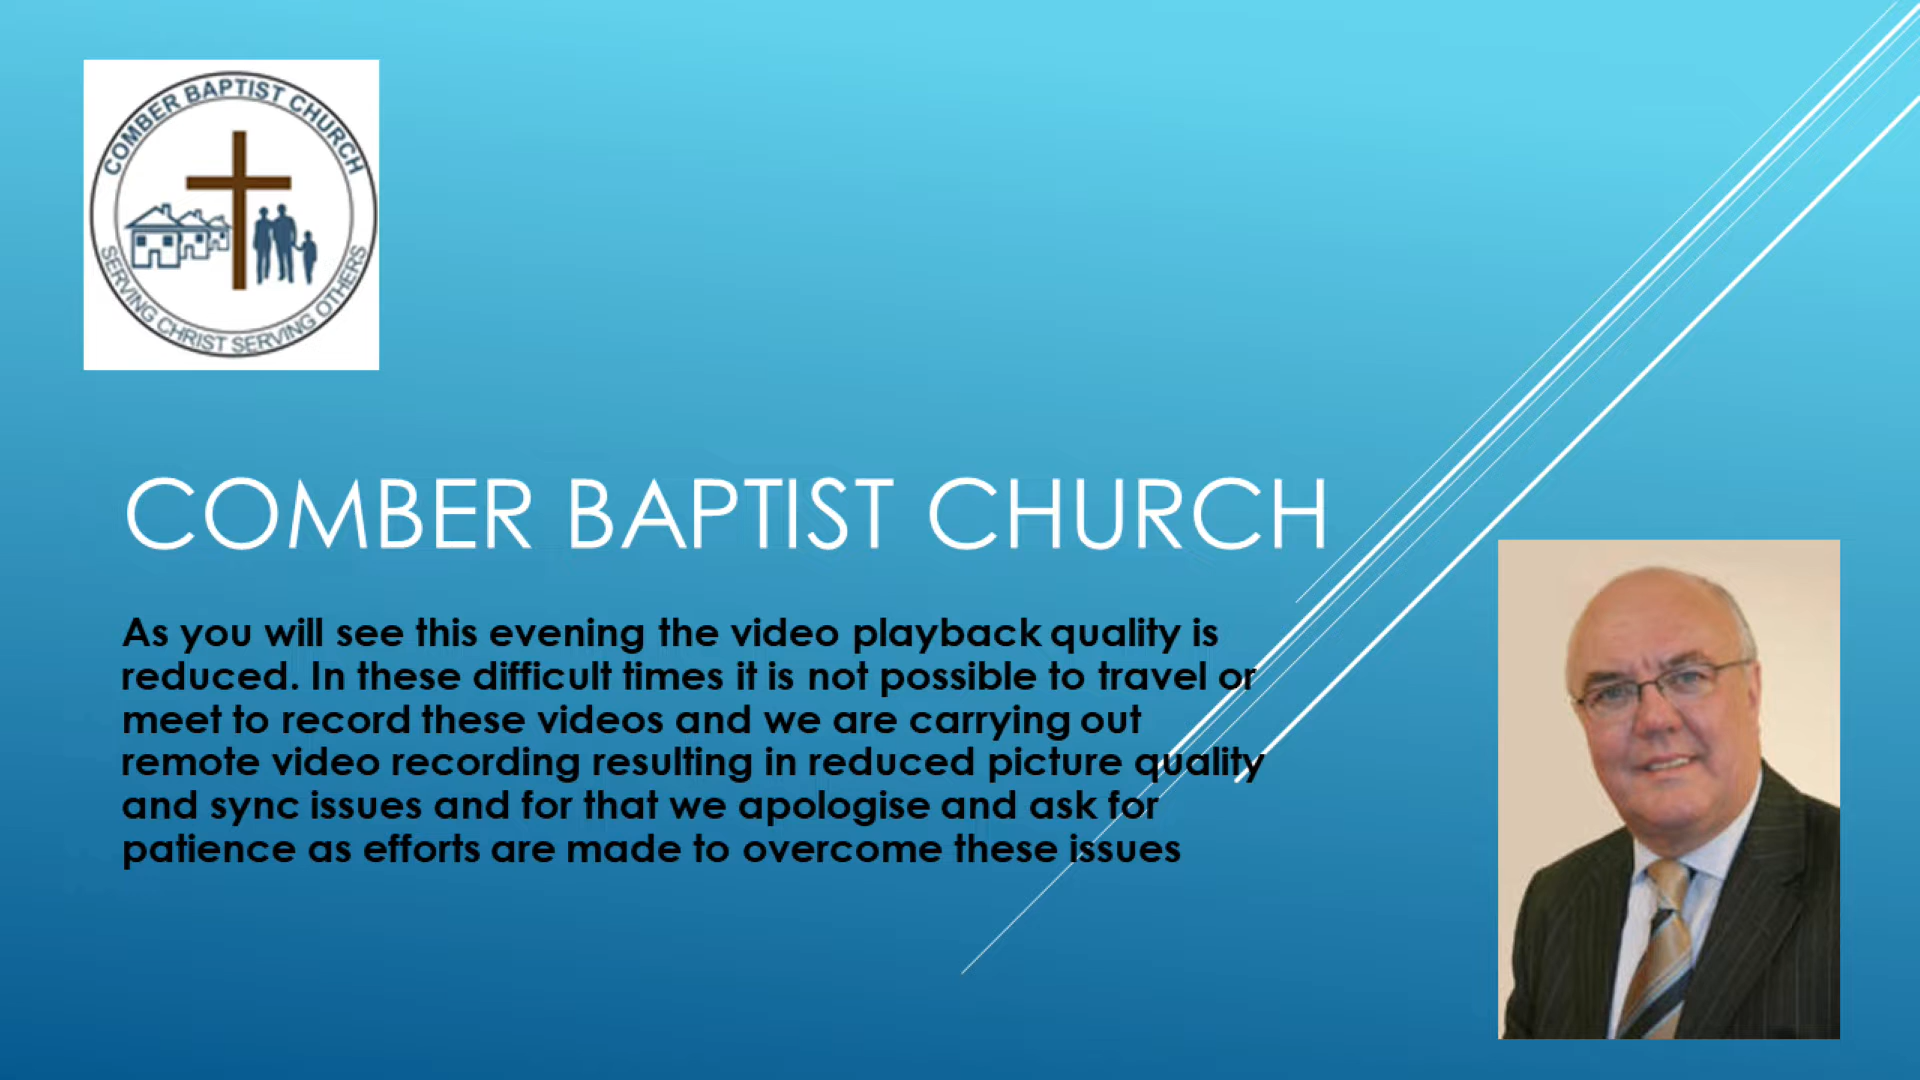 COMBER BAPTIST CHURCH
SERVING CHRIST SERVING OTHERS
COMBER BAPTIST CHURCH
As you will see this evening the video playback quality is
reduced. In these difficult times it is not possible to travel or
meet to record these videos and we are carrying out
remote video recording resulting in reduced picture quality
and sync issues and for that we apologise and ask for
patience as efforts are made to overcome these issues